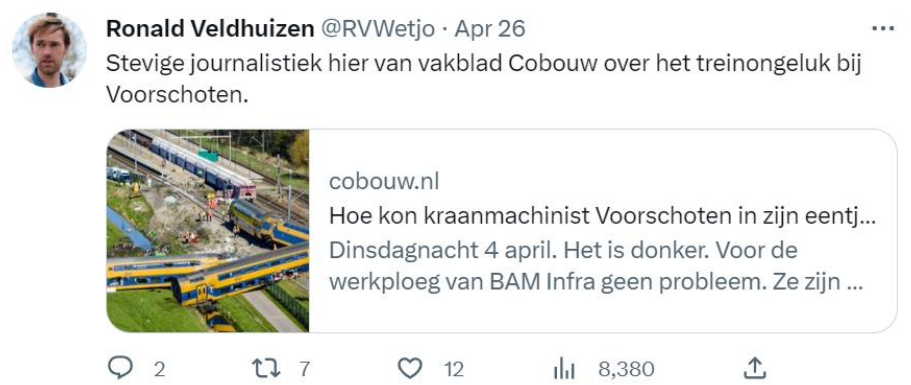 Ronald Veldhuizen @RVWetjo · Apr 26
Stevige journalistiek hier van vakblad Cobouw over het treinongeluk bij
Voorschoten.
cobouw.nl
Hoe kon kraanmachinist Voorschoten in zijn eentj...
Dinsdagnacht 4 april. Het is donker. Voor de
werkploeg van BAM Infra geen probleem. Ze zijn ...
2 7 12 8,380